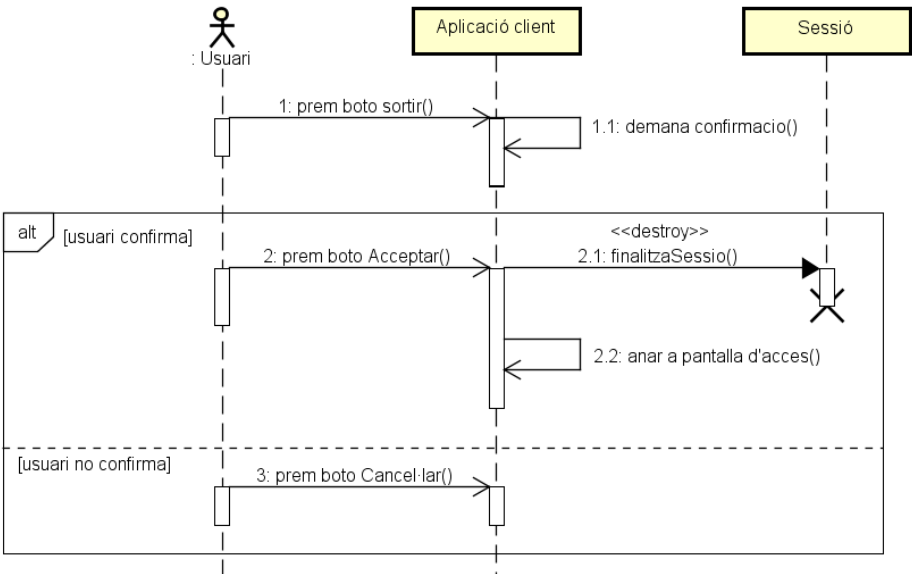 : Usuari
Aplicació client
Sessió
1: prem boto sortir()
1.1: demana confirmacio()
alt
[usuari confirma]
<<destroy>>
2: prem boto Acceptar()
2.1: finalitzaSessio()
2.2: anar a pantalla d'acces()
[usuari no confirma]
3: prem boto Cancel·lar()